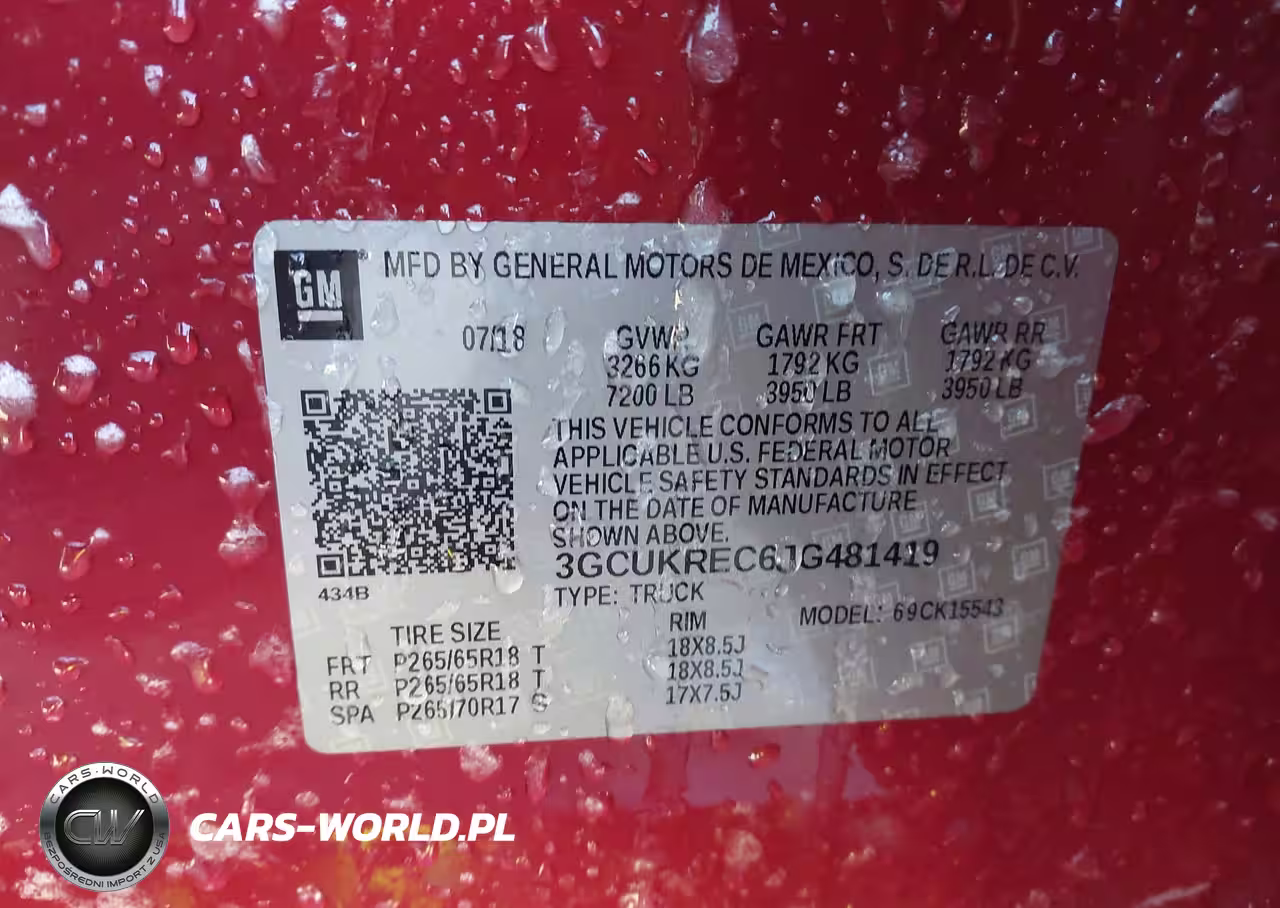 GM
MFD BY GENERAL MOTORS DE MEXICO, S. DE R.L. DE C.V.
07/18 GVWR GAWR FRT GAWR RR
3266 KG 1792 KG 1792 KG
7200 LB 3950 LB 3950 LB
THIS VEHICLE CONFORMS TO ALL
APPLICABLE U.S. FEDERAL MOTOR
VEHICLE SAFETY STANDARDS IN EFFECT
ON THE DATE OF MANUFACTURE
SHOWN ABOVE.
3GCUKREC6JG481419
434B
TYPE: TRUCK
MODEL: 69CK15543
TIRE SIZE RIM
FRT P265/65R18 T 18X8.5J
RR P265/65R18 T 18X8.5J
SPA P265/70R17 S 17X7.5J
CARS-WORLD
CW
BEZPOŚREDNI IMPORT Z USA
CARS-WORLD.PL